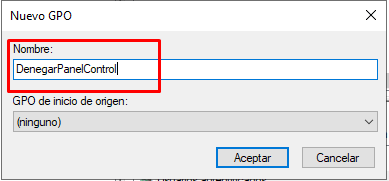 Nuevo GPO
Nombre:
DenegarPanelControl
GPO de inicio de origen:
(ninguno)
Aceptar
Cancelar